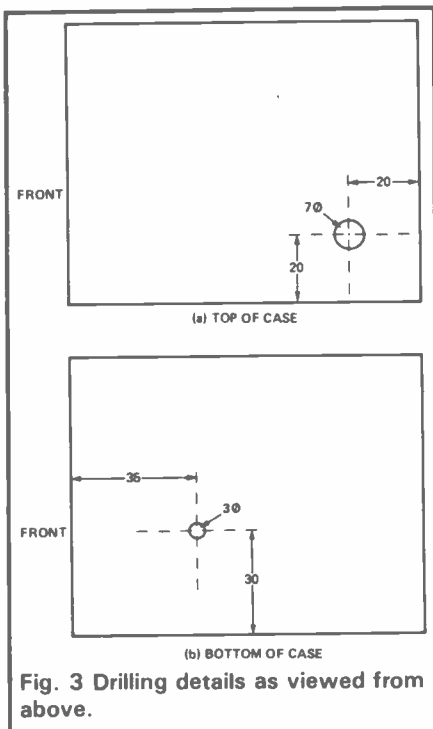 20
FRONT
7Ø
20
(a) TOP OF CASE
36
3Ø
FRONT
30
(b) BOTTOM OF CASE
Fig. 3 Drilling details as viewed from
above.